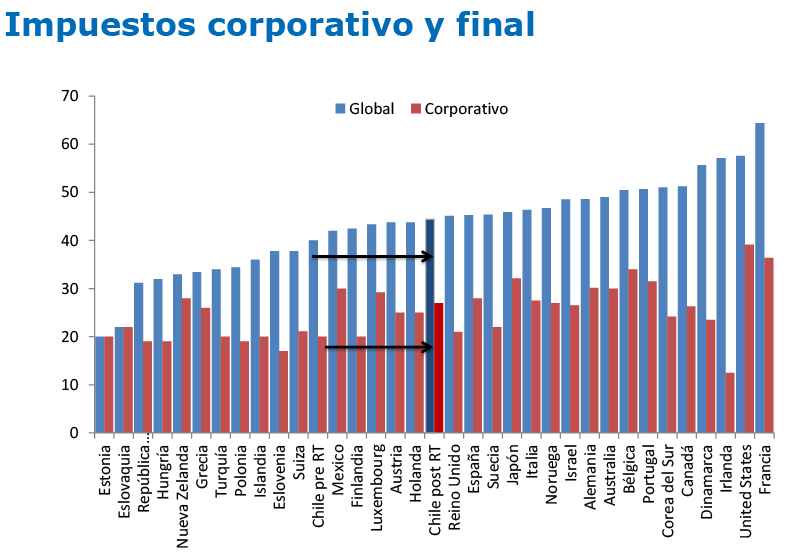 Impuestos corporativo y final
70
60
50
40
30
20
10
0
Global
Corporativo
Estonia
Eslovaquia
República...
Hungría
Nueva Zelanda
Grecia
Turquía
Polonia
Islandia
Eslovenia
Suiza
Chile pre RT
Mexico
Finlandia
Luxembourg
Austria
Holanda
Chile post RT
Reino Unido
España
Suecia
Japón
Italia
Noruega
Israel
Alemania
Australia
Bélgica
Portugal
Corea del Sur
Canadá
Dinamarca
Irlanda
United States
Francia